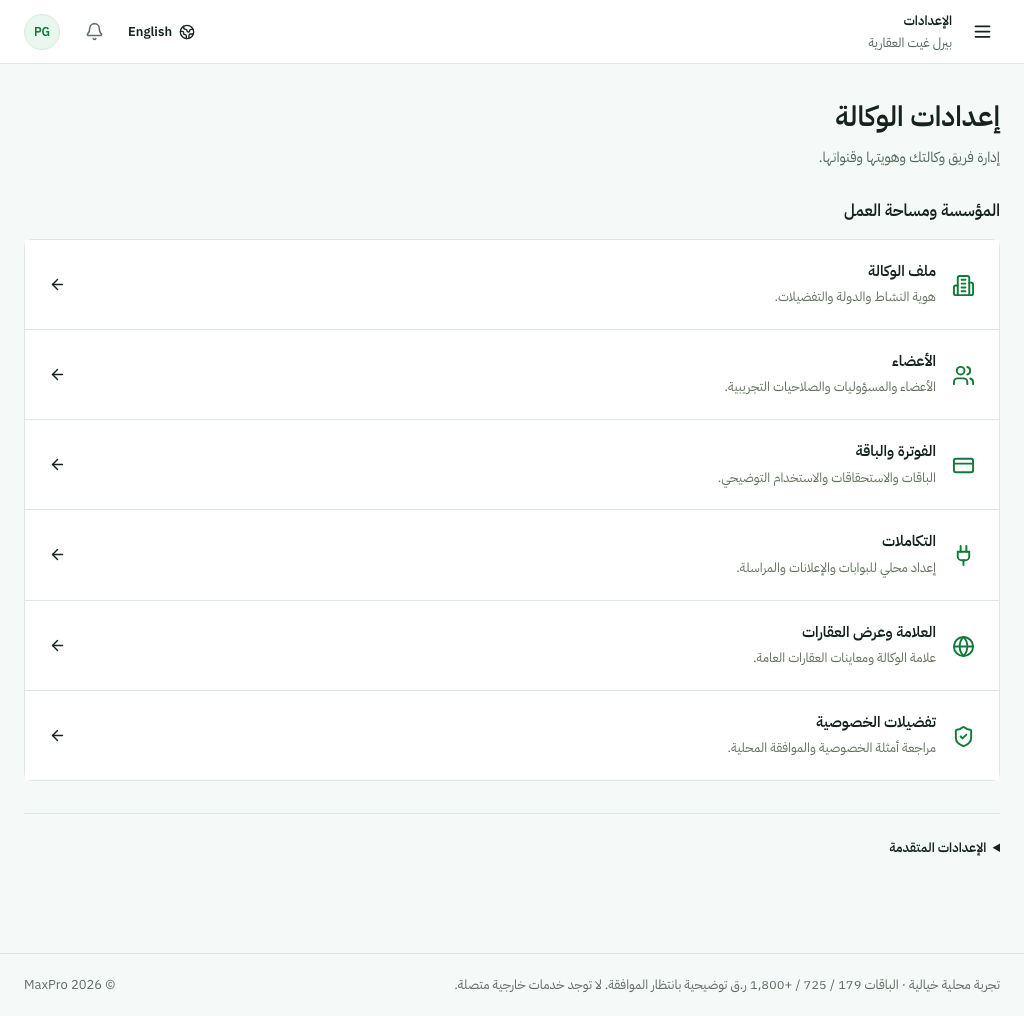 الإعدادات
بيرل غيت العقارية
English
PG
إعدادات الوكالة
إدارة فريق وكالتك وهويتها وقنواتها.
المؤسسة ومساحة العمل
ملف الوكالة
هوية النشاط والدولة والتفضيلات.
الأعضاء
الأعضاء والمسؤوليات والصلاحيات التجريبية.
الفوترة والباقة
الباقات والاستحقاقات والاستخدام التوضيحي.
التكاملات
إعداد محلي للبوابات والإعلانات والمراسلة.
العلامة وعرض العقارات
علامة الوكالة ومعاينات العقارات العامة.
تفضيلات الخصوصية
مراجعة أمثلة الخصوصية والموافقة المحلية.
الإعدادات المتقدمة
تجربة محلية خيالية · الباقات 179 / 725 / +1,800 ر.ق توضيحية بانتظار الموافقة. لا توجد خدمات خارجية متصلة.
© 2026 MaxPro